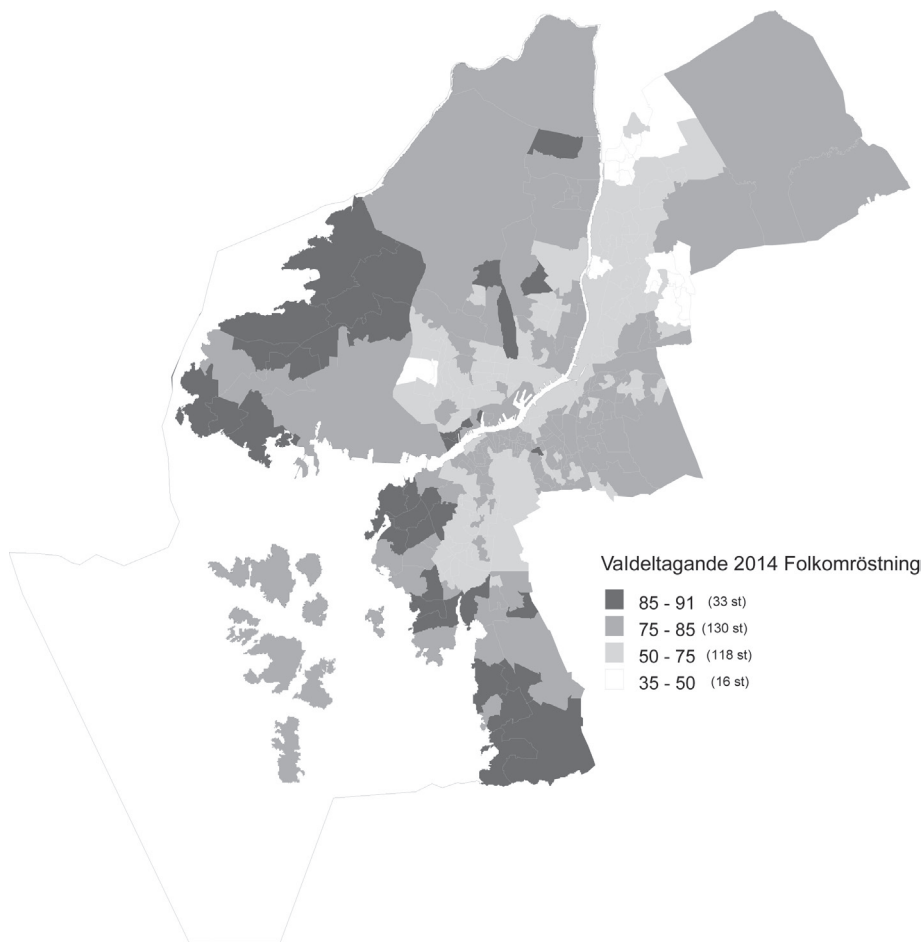 Valdeltagande 2014 Folkomröstning
85 - 91 (33 st)
75 - 85 (130 st)
50 - 75 (118 st)
35 - 50 (16 st)